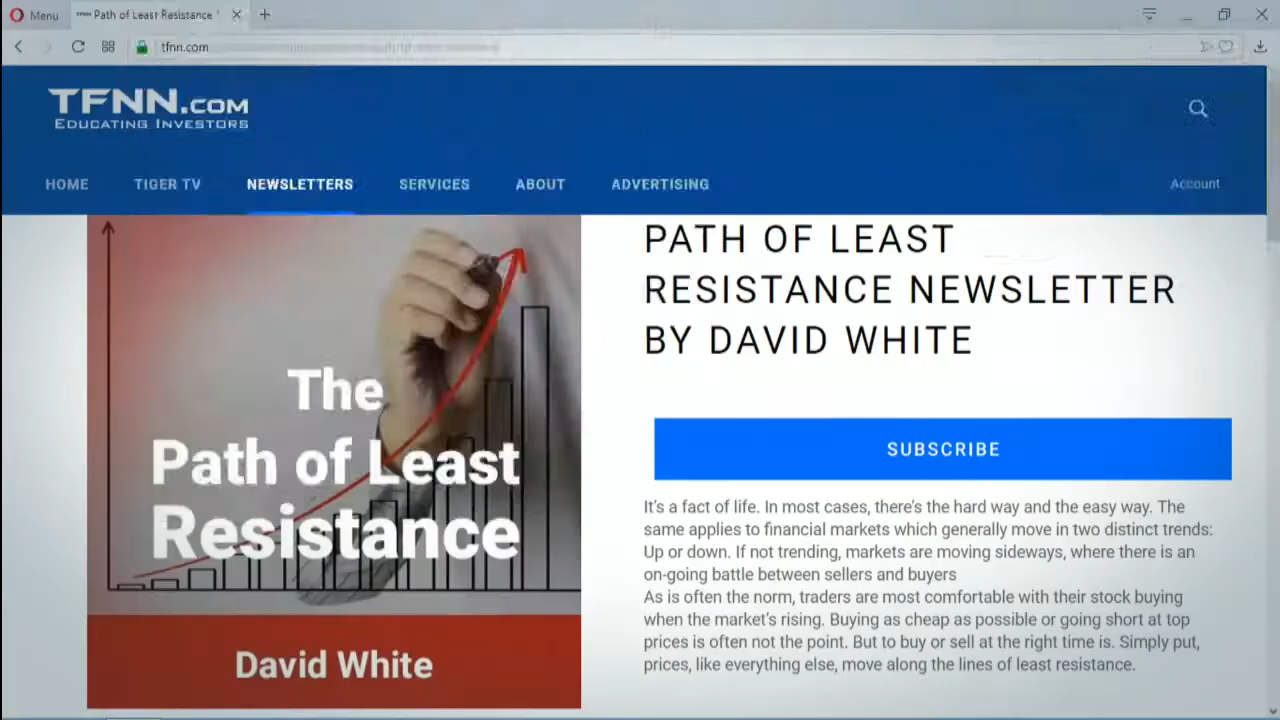 Menu
TFNN Path of Least Resistance
tfnn.com
TFNN.COM
EDUCATING INVESTORS
HOME
TIGER TV
NEWSLETTERS
SERVICES
ABOUT
ADVERTISING
Account
The
Path of Least
Resistance
David White
PATH OF LEAST
RESISTANCE NEWSLETTER
BY DAVID WHITE
SUBSCRIBE
It's a fact of life. In most cases, there's the hard way and the easy way. The
same applies to financial markets which generally move in two distinct trends:
Up or down. If not trending, markets are moving sideways, where there is an
on-going battle between sellers and buyers
As is often the norm, traders are most comfortable with their stock buying
when the market's rising. Buying as cheap as possible or going short at top
prices is often not the point. But to buy or sell at the right time is. Simply put,
prices, like everything else, move along the lines of least resistance.